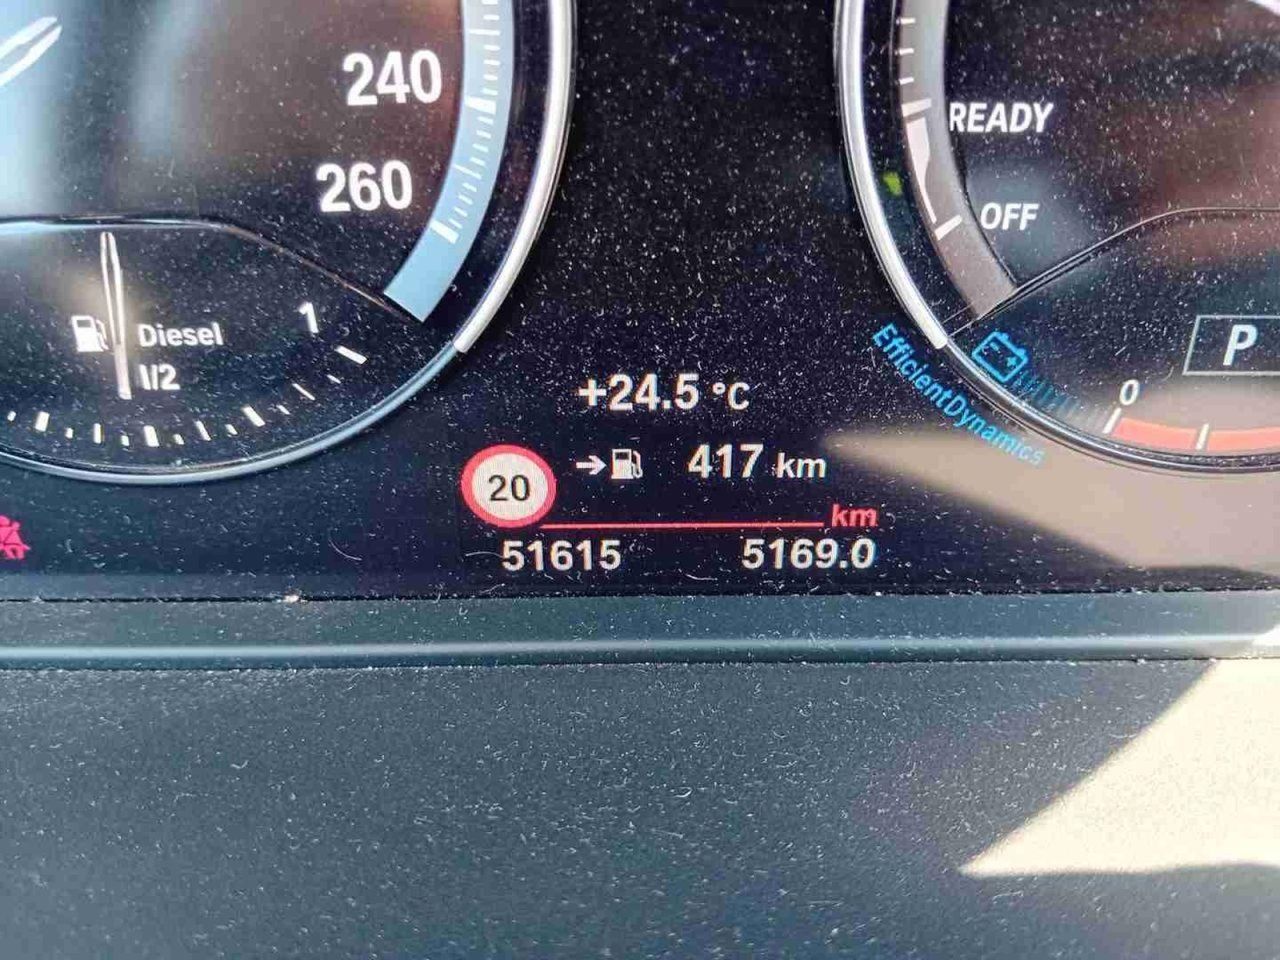 240
260
READY
OFF
Diesel
1/2
1
+24.5 °C
417 km
20
km
51615
5169.0
EfficientDynamics
P
0